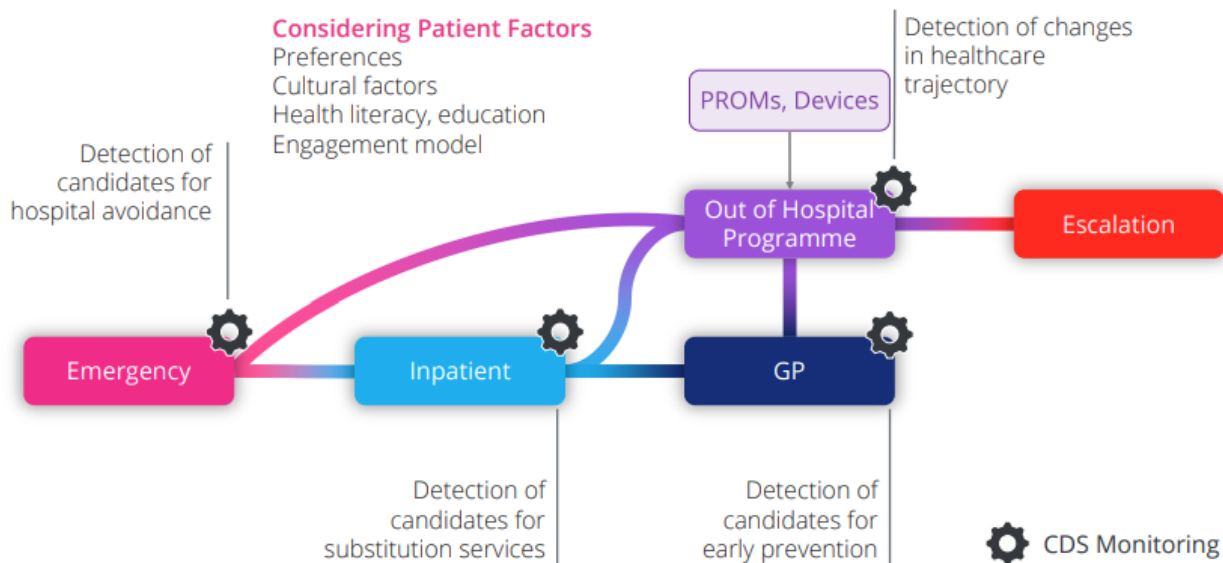 Considering Patient Factors
Preferences
Cultural factors
Health literacy, education
Engagement model
Detection of changes
in healthcare
trajectory
PROMs, Devices
Detection of
candidates for
hospital avoidance
Out of Hospital
Programme
Escalation
Emergency
Inpatient
GP
Detection of
candidates for
substitution services
Detection of
candidates for
early prevention
CDS Monitoring